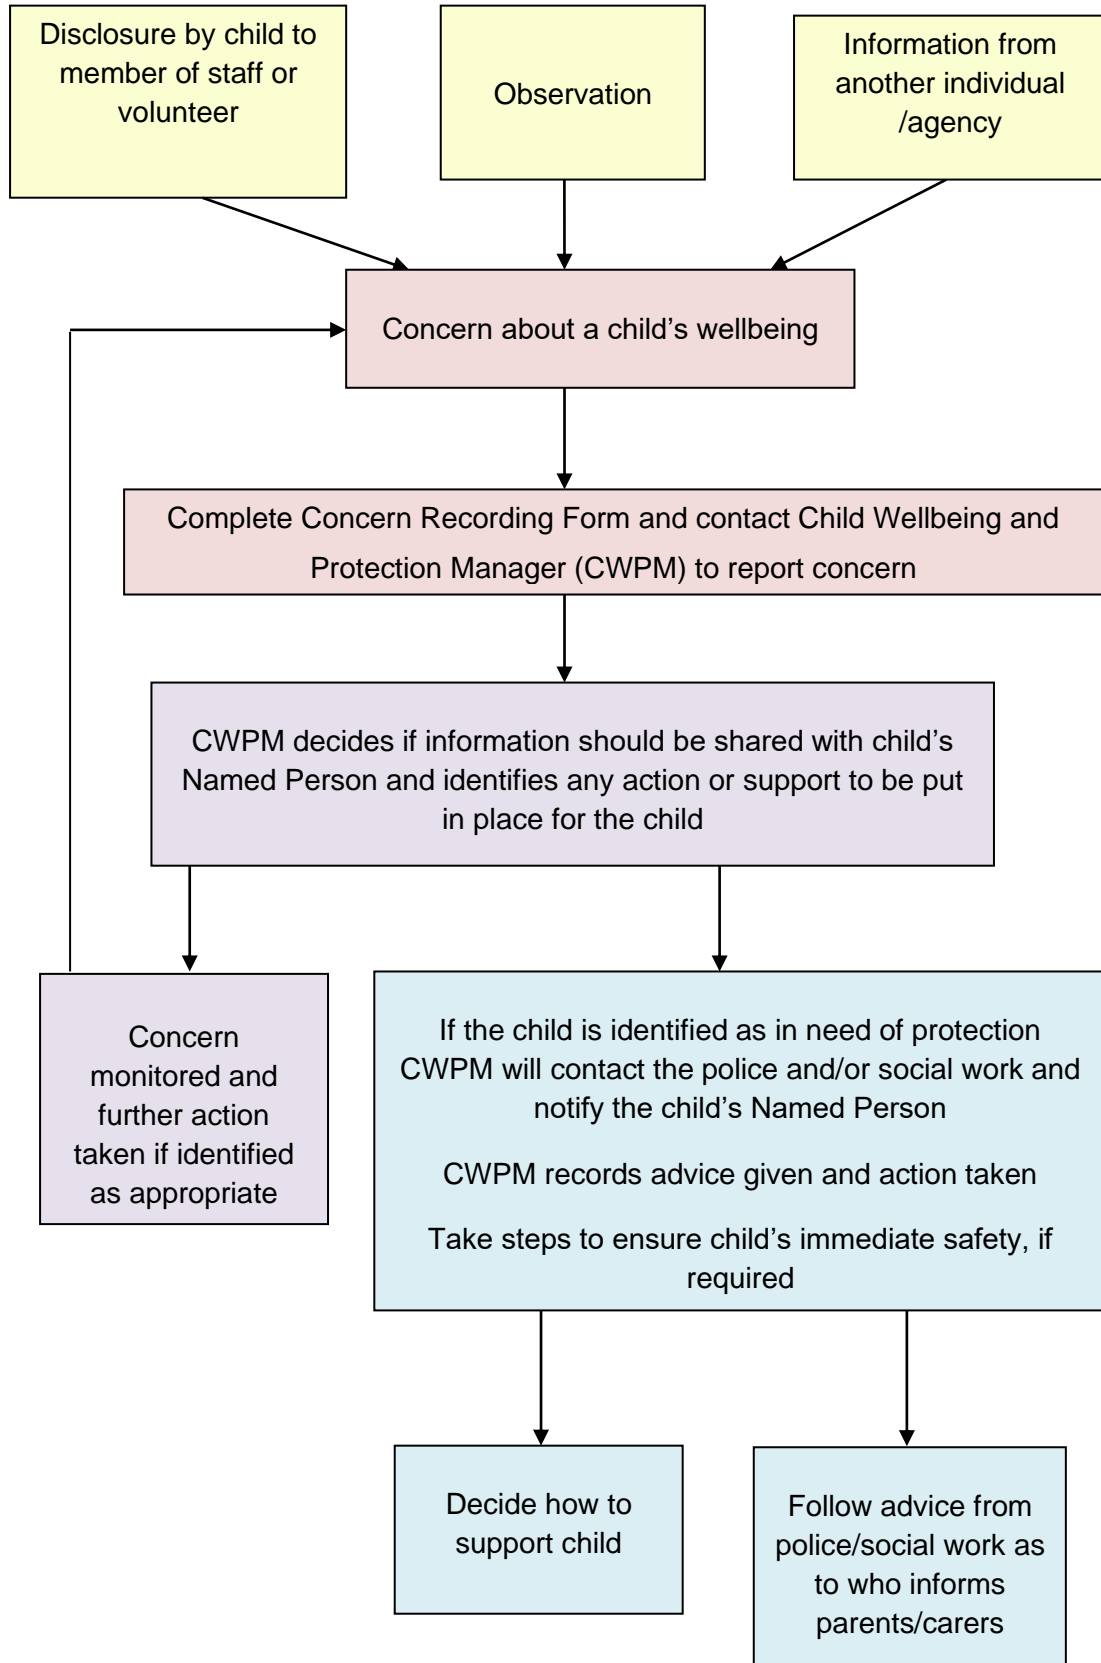 Disclosure by child to
member of staff or
volunteer
Observation
Information from
another individual
/agency
Concern about a child’s wellbeing
Complete Concern Recording Form and contact Child Wellbeing and
Protection Manager (CWPM) to report concern
CWPM decides if information should be shared with child’s
Named Person and identifies any action or support to be put
in place for the child
Concern
monitored and
further action
taken if identified
as appropriate
If the child is identified as in need of protection
CWPM will contact the police and/or social work and
notify the child’s Named Person
CWPM records advice given and action taken
Take steps to ensure child’s immediate safety, if
required
Decide how to
support child
Follow advice from
police/social work as
to who informs
parents/carers